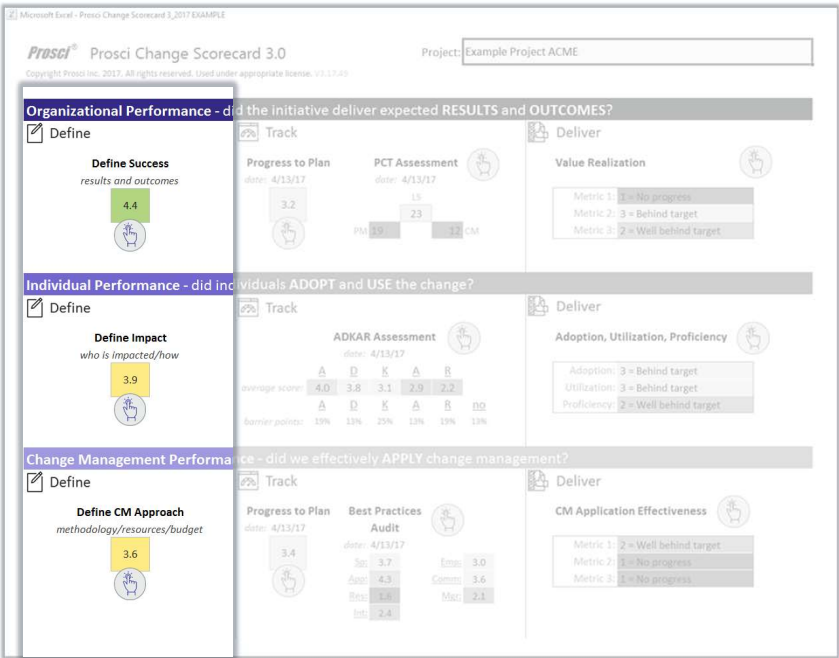 Microsoft Excel - Prosci Change Scorecard 3_2017 EXAMPLE
Prosci® Prosci Change Scorecard 3.0
Project: Example Project ACME
Copyright Prosci Inc. 2017. All rights reserved. Used under appropriate license. V3.17.45
Organizational Performance - did the initiative deliver expected RESULTS and OUTCOMES?
Define
Define Success
results and outcomes
4.4
Track
Progress to Plan
date: 4/13/17
3.2
PCT Assessment
date: 4/13/17
LS
23
PM 19 12 CM
Deliver
Value Realization
Metric 1: 1 = No progress
Metric 2: 3 = Behind target
Metric 3: 2 = Well behind target
Individual Performance - did individuals ADOPT and USE the change?
Define
Define Impact
who is impacted/how
3.9
Track
ADKAR Assessment
date: 4/13/17
A D K A R
average score: 4.0 3.8 3.1 2.9 2.2
A D K A R no
barrier points: 19% 13% 25% 13% 19% 13%
Deliver
Adoption, Utilization, Proficiency
Adoption: 3 = Behind target
Utilization: 3 = Behind target
Proficiency: 2 = Well behind target
Change Management Performance - did we effectively APPLY change management?
Define
Define CM Approach
methodology/resources/budget
3.6
Track
Progress to Plan
date: 4/13/17
3.4
Best Practices
Audit
date: 4/13/17
Sp: 3.7 Emp: 3.0
App: 4.3 Comm: 3.6
Res: 1.6 Mgr: 2.1
Int: 2.4
Deliver
CM Application Effectiveness
Metric 1: 2 = Well behind target
Metric 2: 1 = No progress
Metric 3: 1 = No progress